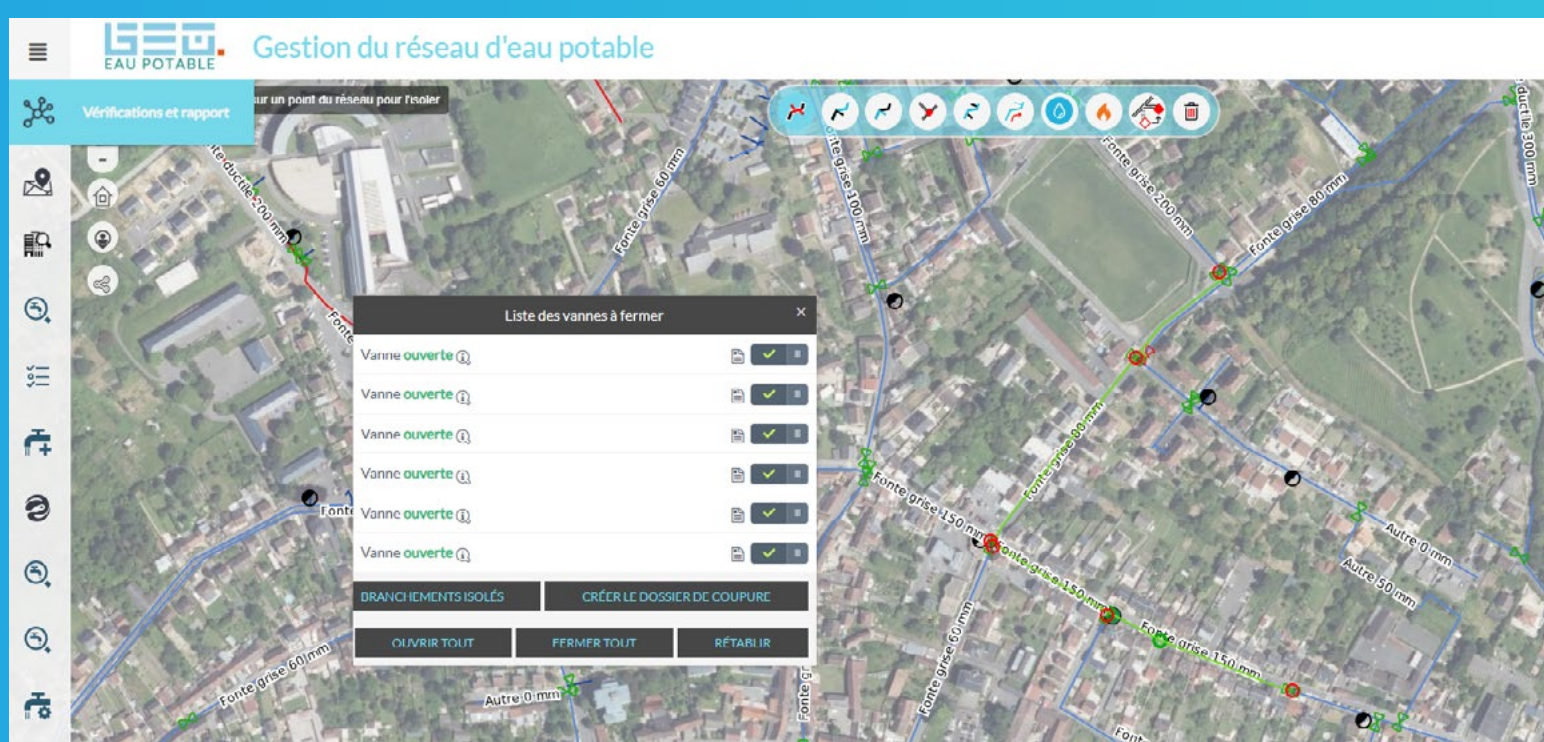 GEO.
EAU POTABLE
Gestion du réseau d'eau potable
Vérifications et rapport
sur un point du réseau pour l'isoler
-
Fonte ductile 200 mm
Fonte grise 60 mm
Fonte grise 100 mm
Fonte grise 200 mm
Fonte grise 80 mm
ductile 300 mm
Liste des vannes à fermer
×
Vanne ouverte
Vanne ouverte
Vanne ouverte
Vanne ouverte
Vanne ouverte
Vanne ouverte
BRANCHEMENTS ISOLÉS
CRÉER LE DOSSIER DE COUPURE
OUVRIR TOUT
FERMER TOUT
RÉTABLIR
Fonte
Fonte
Fonte grise 80 mm
Fonte grise 150 mm
Fonte grise 150 mm
Fonte grise 150 mm
Autre 0 mm
Autre 50 mm
Fonte grise 60 mm
Fonte grise 60 mm
Autre 0 mm
Fonte gr
Font